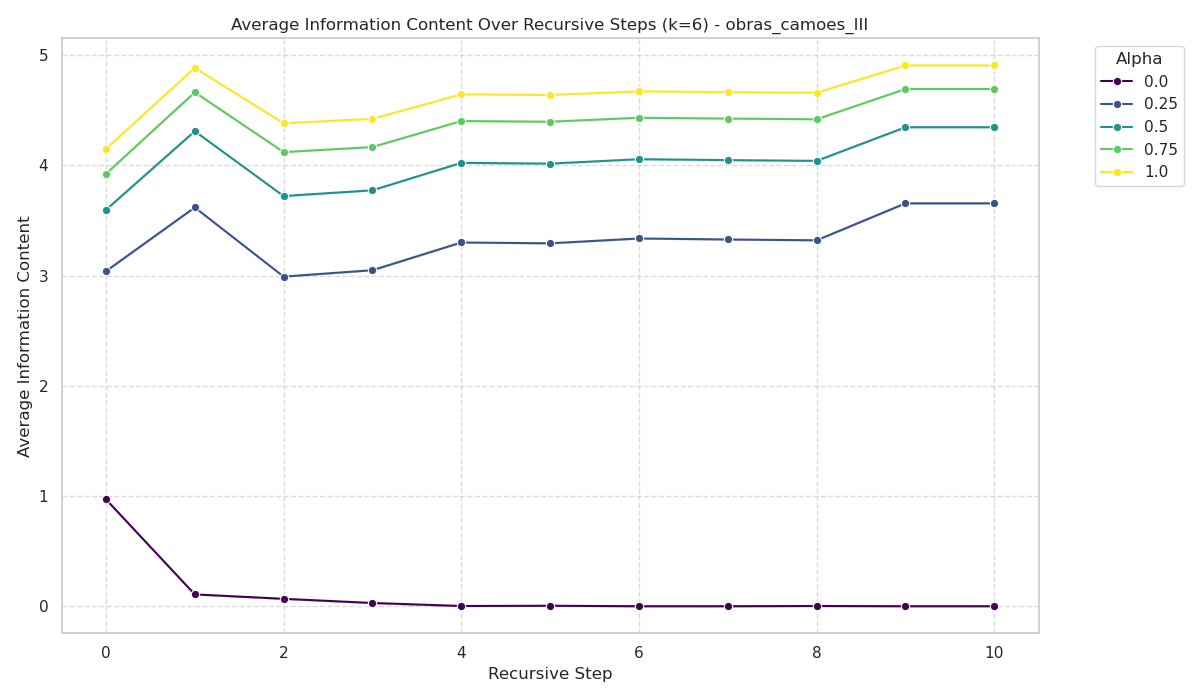 Average Information Content Over Recursive Steps (k=6) - obras_camoes_III
Average Information Content
5
4
3
2
1
0
0 2 4 6 8 10
Recursive Step
Alpha
0.0
0.25
0.5
0.75
1.0